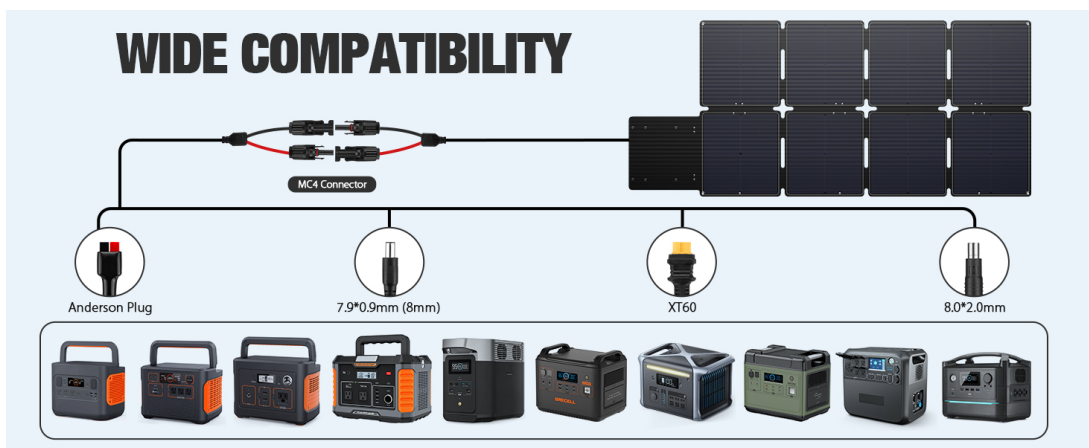 WIDE COMPATIBILITY
MC4 Connector
Anderson Plug
7.9*0.9mm (8mm)
XT60
8.0*2.0mm